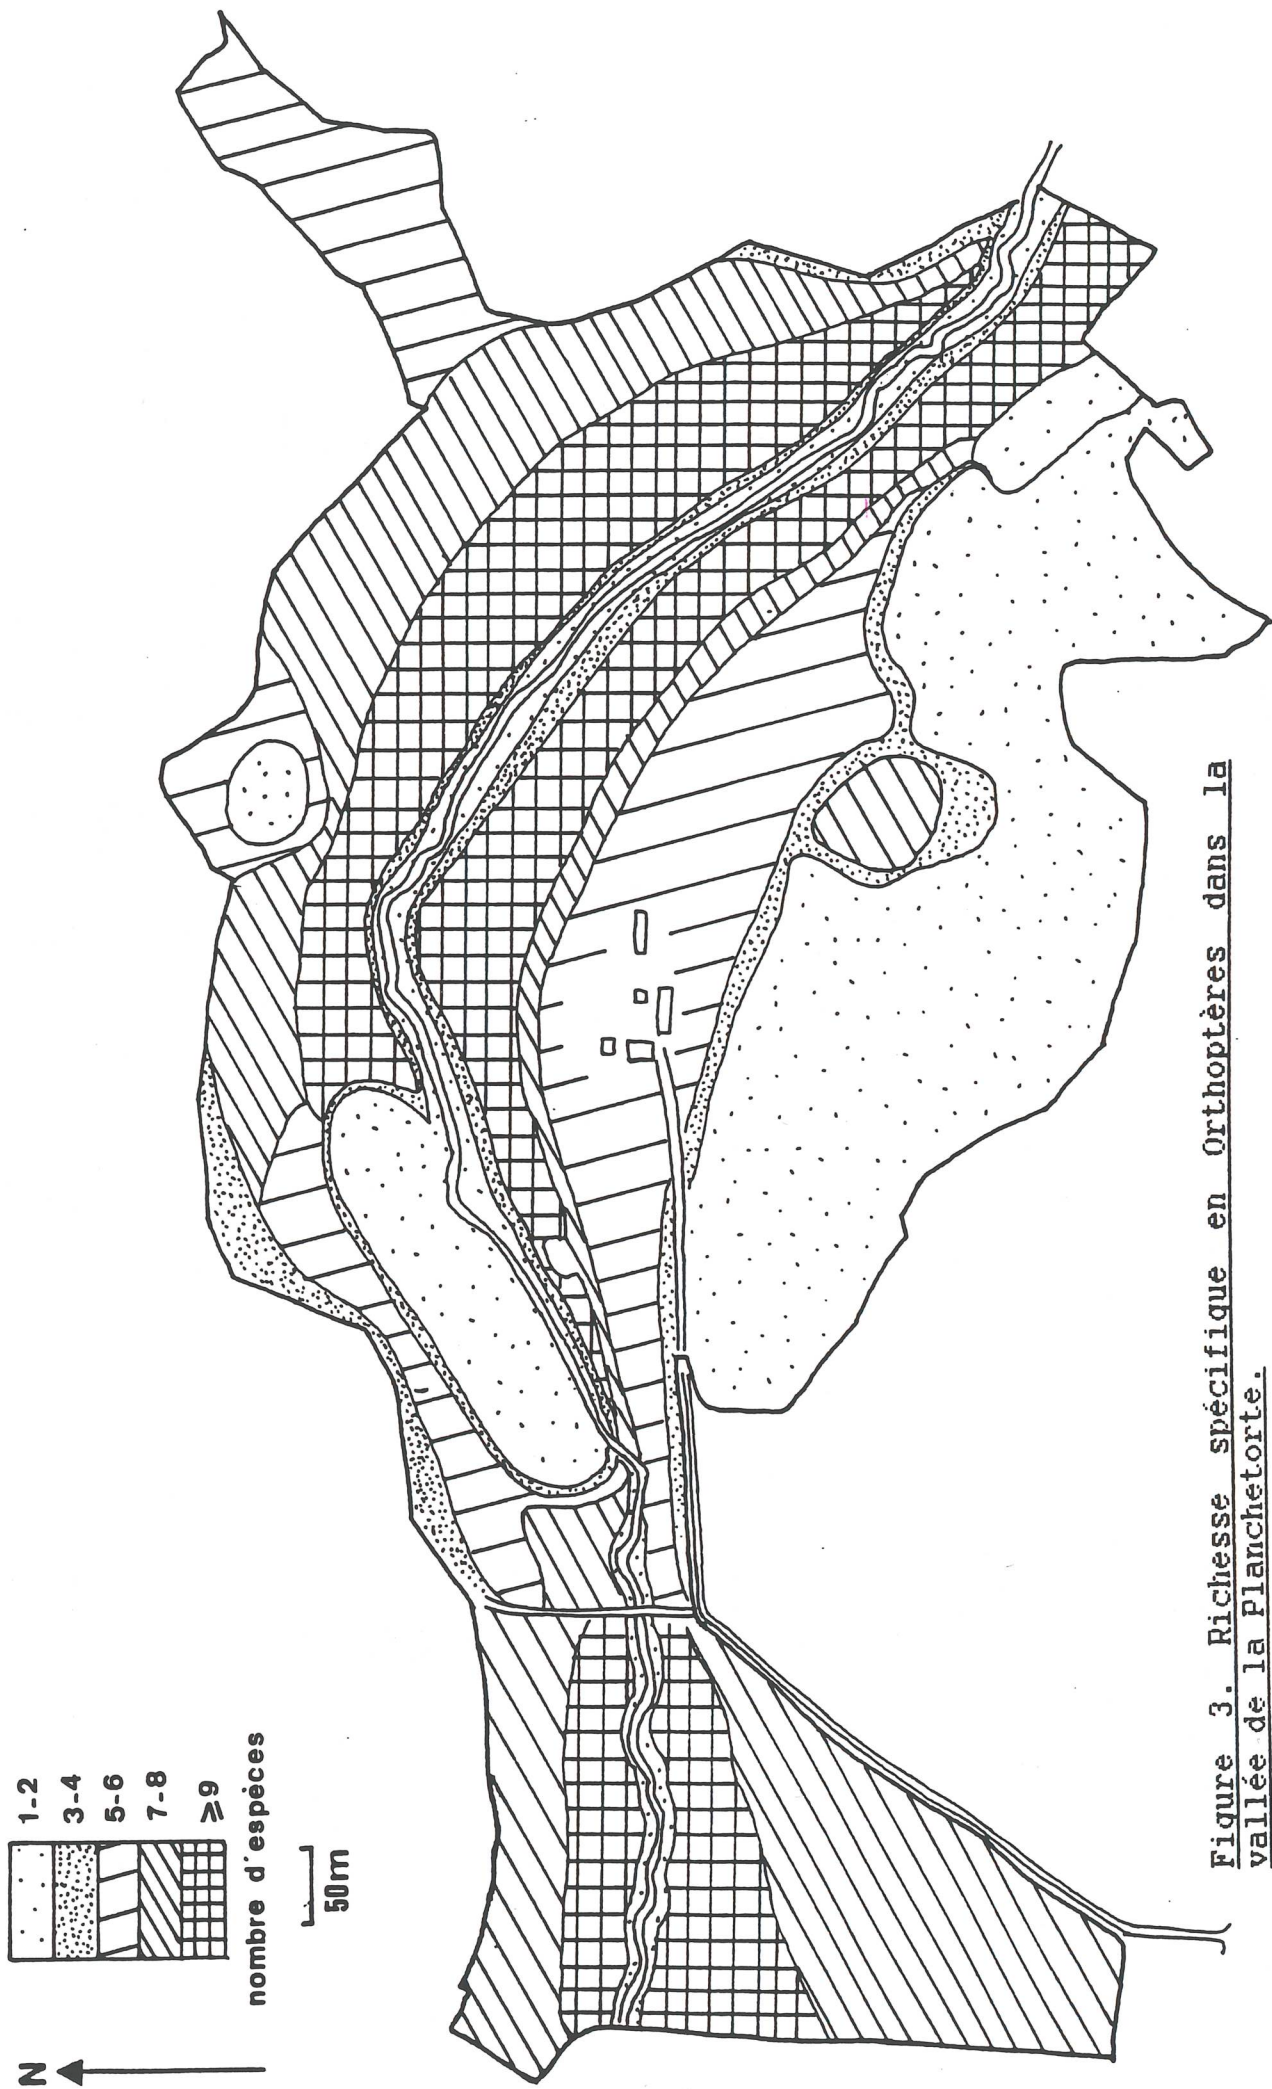 N
1-2
3-4
5-6
7-8
≥9
nombre d'espèces
50m
Figure 3. Richesse spécifique en Orthoptères dans la
vallée de la Planchetorte.